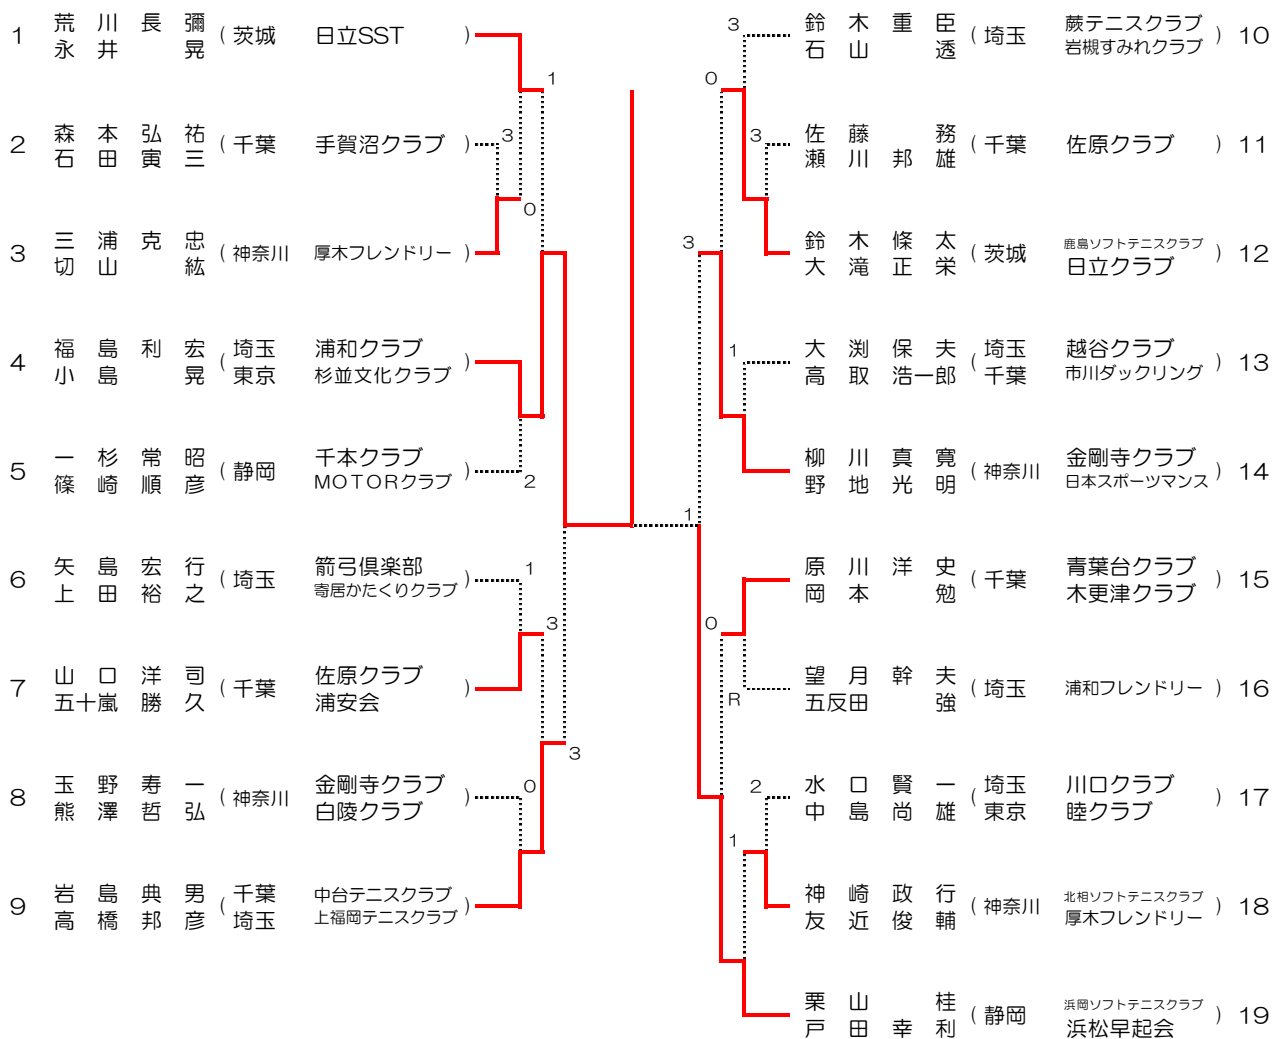 1 荒川長彌 永井晃 (茨城 日立SST)
2 森本弘祐 石田寅三 (千葉 手賀沼クラブ)
3 三浦克忠 切山紘 (神奈川 厚木フレンドリー)
4 福島利宏 小島晃 (埼玉 東京 浦和クラブ 杉並文化クラブ)
5 一杉常昭 篠崎順彦 (静岡 千本クラブ MOTORクラブ)
6 矢島宏行 上田裕之 (埼玉 箭弓倶楽部 寄居かたくりクラブ)
7 山口洋司 五十嵐勝久 (千葉 佐原クラブ 浦安会)
8 玉野寿一 熊澤哲弘 (神奈川 金剛寺クラブ 白陵クラブ)
9 岩島典男 高橋邦彦 (千葉 埼玉 中台テニスクラブ 上福岡テニスクラブ)
1
3
0
2
1
3
3
0
3
0
3
3
1
1
0
R
2
1
鈴木重臣 石山透 (埼玉 蕨テニスクラブ 岩槻すみれクラブ) 10
佐藤務 瀬川邦雄 (千葉 佐原クラブ) 11
鈴木條太 大滝正栄 (茨城 鹿島ソフトテニスクラブ 日立クラブ) 12
大渕保夫 高取浩一郎 (埼玉 千葉 越谷クラブ 市川ダックリング) 13
柳川真寛 野地光明 (神奈川 金剛寺クラブ 日本スポーツマンス) 14
原川洋史 岡本勉 (千葉 青葉台クラブ 木更津クラブ) 15
望月幹夫 五反田強 (埼玉 浦和フレンドリー) 16
水口賢一 中島尚雄 (埼玉 東京 川口クラブ 睦クラブ) 17
神崎政行 友近俊輔 (神奈川 北相ソフトテニスクラブ 厚木フレンドリー) 18
栗山桂 戸田幸利 (静岡 浜岡ソフトテニスクラブ 浜松早起会) 19